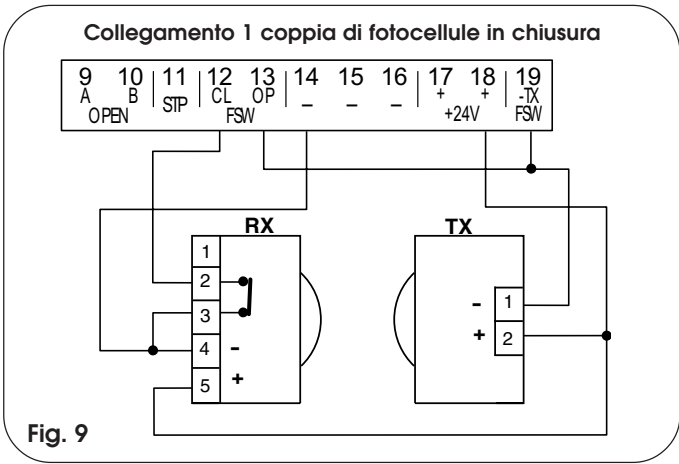 Collegamento 1 coppia di fotocellule in chiusura
9 10 11 12 13 14 15 16 17 18 19
A B STP CL OP – – – + + -TX
OPEN FSW +24V FSW
RX TX
1
2
3
4 -
5 +
- 1
+ 2
Fig. 9